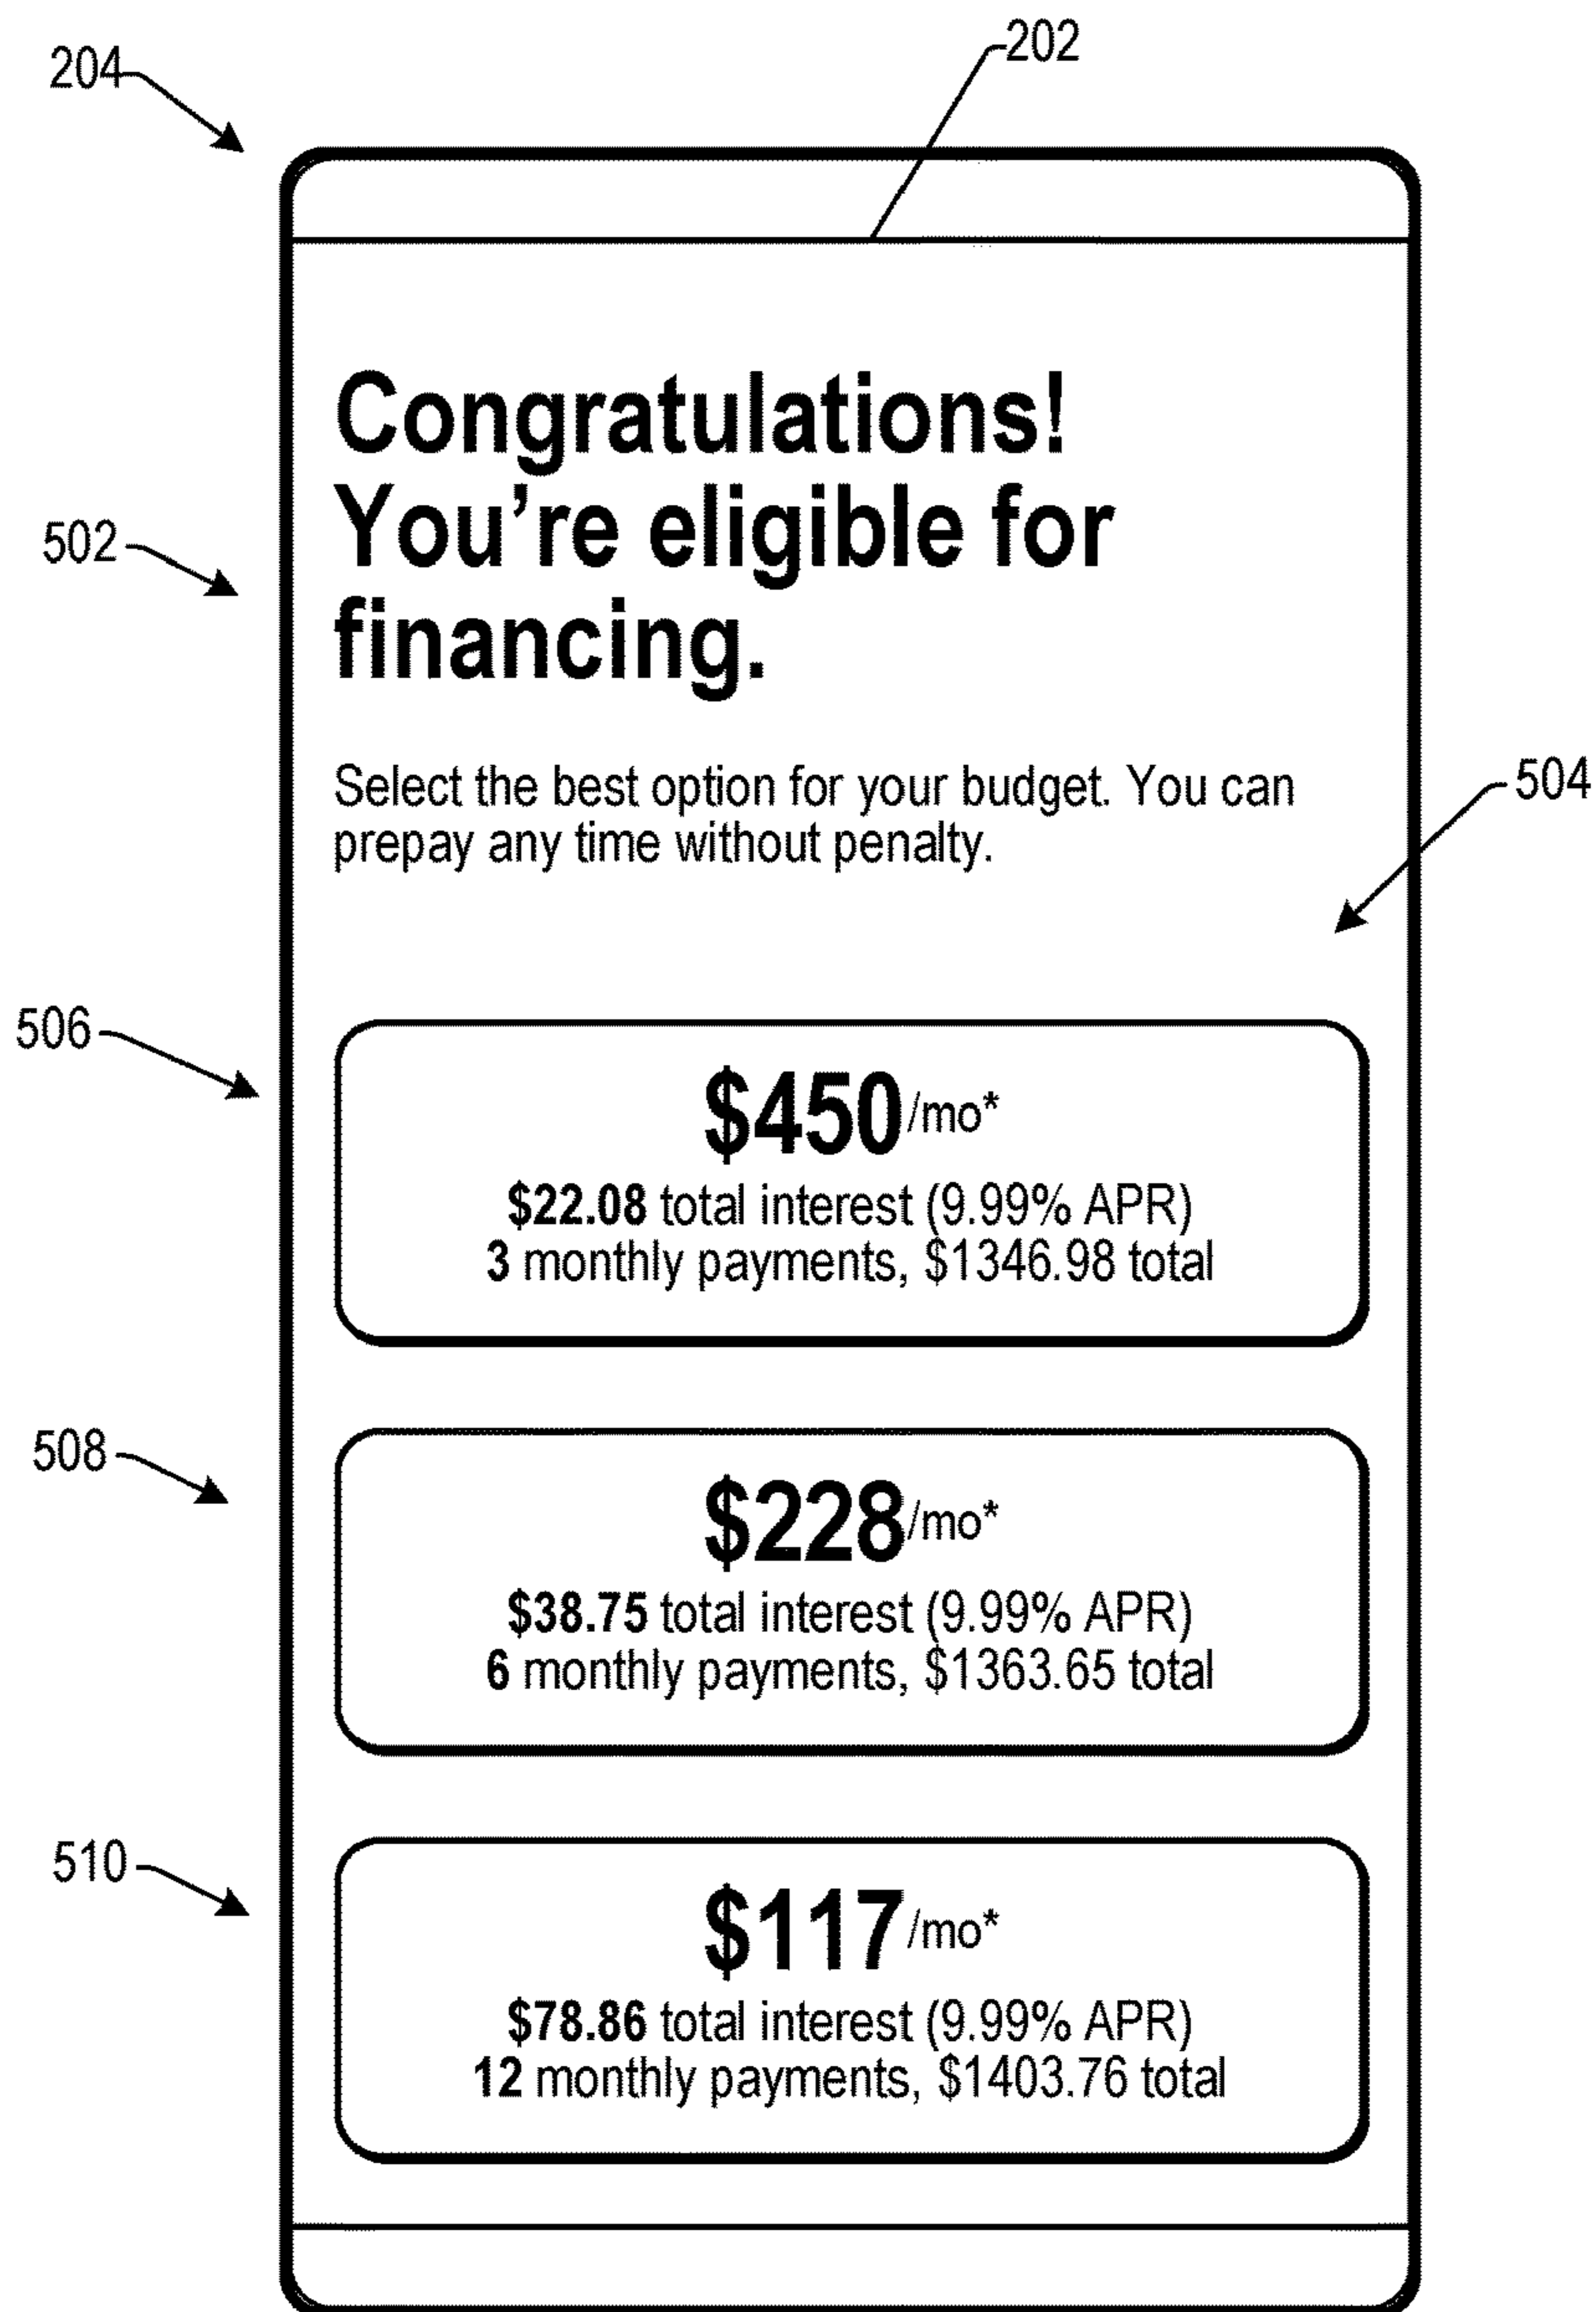 204
202
Congratulations!
You're eligible for
financing.
502
Select the best option for your budget. You can
prepay any time without penalty.
504
506
$450/mo*
$22.08 total interest (9.99% APR)
3 monthly payments, $1346.98 total
508
$228/mo*
$38.75 total interest (9.99% APR)
6 monthly payments, $1363.65 total
510
$117/mo*
$78.86 total interest (9.99% APR)
12 monthly payments, $1403.76 total